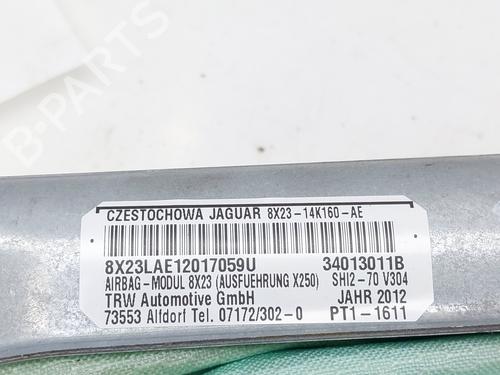 B-PARTS
CZESTOCHOWA JAGUAR 8X23-14K160-AE
8X23LAE12017059U 34013011B
AIRBAG-MODUL 8X23 (AUSFUEHRUNG X250) SHI2-70 V304
TRW Automotive GmbH JAHR 2012
73553 Alldorf Tel. 07172/302-0 PT1-1611